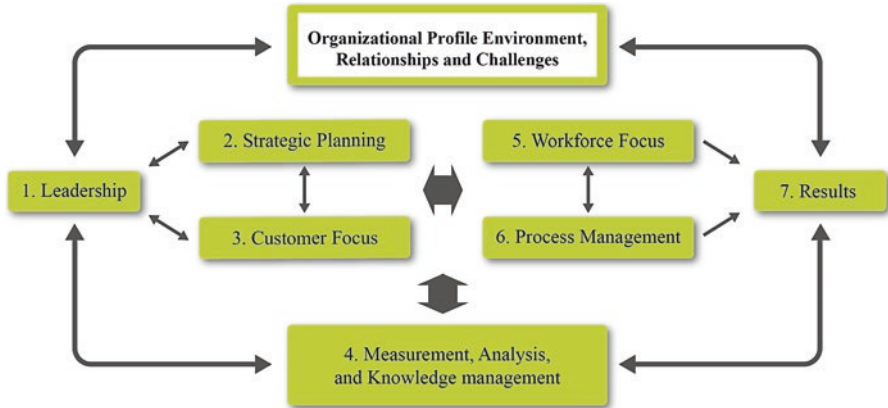 Organizational Profile Environment,
Relationships and Challenges
2. Strategic Planning
5. Workforce Focus
1. Leadership
7. Results
3. Customer Focus
6. Process Management
4. Measurement, Analysis,
and Knowledge management